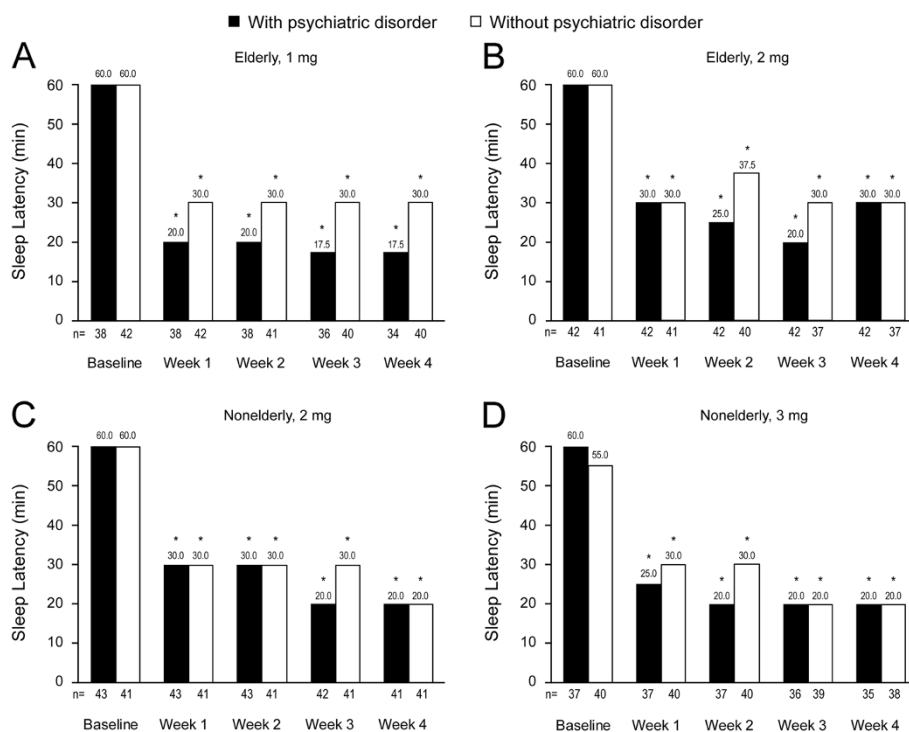 With psychiatric disorder Without psychiatric disorder
A
Elderly, 1 mg
Sleep Latency (min)
60
50
40
30
20
10
0
60.0 60.0
* 20.0 * 30.0
* 20.0 * 30.0
* 17.5 * 30.0
* 17.5 * 30.0
n= 38 42 38 42 38 41 36 40 34 40
Baseline Week 1 Week 2 Week 3 Week 4
B
Elderly, 2 mg
Sleep Latency (min)
60
50
40
30
20
10
0
60.0 60.0
* 30.0 * 30.0
* 25.0 * 37.5
* 20.0 * 30.0
* 30.0 * 30.0
n= 42 41 42 41 42 40 42 37 42 37
Baseline Week 1 Week 2 Week 3 Week 4
C
Nonelderly, 2 mg
Sleep Latency (min)
60
50
40
30
20
10
0
60.0 60.0
* 30.0 * 30.0
* 30.0 * 30.0
* 20.0 * 30.0
* 20.0 * 20.0
n= 43 41 43 41 43 41 42 41 41 41
Baseline Week 1 Week 2 Week 3 Week 4
D
Nonelderly, 3 mg
Sleep Latency (min)
60
50
40
30
20
10
0
60.0 55.0
* 25.0 * 30.0
* 20.0 * 30.0
* 20.0 * 20.0
* 20.0 * 20.0
n= 37 40 37 40 37 40 36 39 35 38
Baseline Week 1 Week 2 Week 3 Week 4